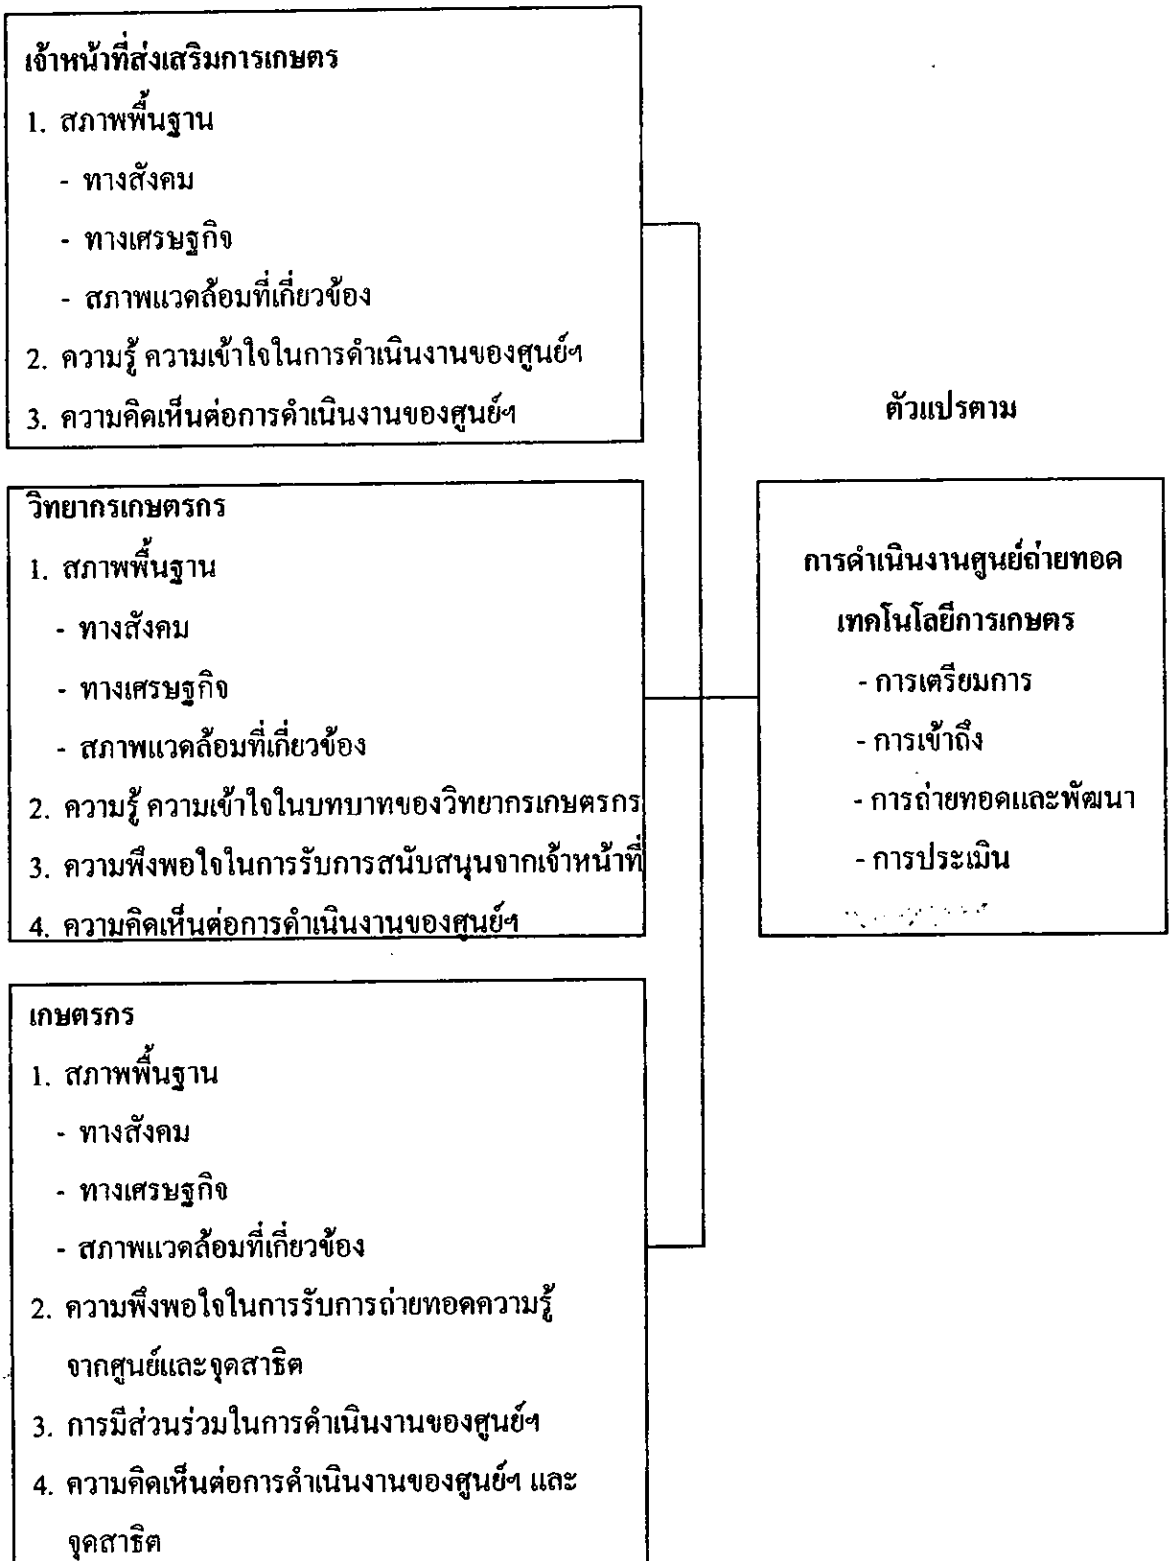 เจ้าหน้าที่ส่งเสริมการเกษตร
1. สภาพพื้นฐาน
- ทางสังคม
- ทางเศรษฐกิจ
- สภาพแวดล้อมที่เกี่ยวข้อง
2. ความรู้ ความเข้าใจในการดำเนินงานของศูนย์ฯ
3. ความคิดเห็นต่อการดำเนินงานของศูนย์ฯ
วิทยากรเกษตรกร
1. สภาพพื้นฐาน
- ทางสังคม
- ทางเศรษฐกิจ
- สภาพแวดล้อมที่เกี่ยวข้อง
2. ความรู้ ความเข้าใจในบทบาทของวิทยากรเกษตรกร
3. ความพึงพอใจในการรับการสนับสนุนจากเจ้าหน้าที่
4. ความคิดเห็นต่อการดำเนินงานของศูนย์ฯ
เกษตรกร
1. สภาพพื้นฐาน
- ทางสังคม
- ทางเศรษฐกิจ
- สภาพแวดล้อมที่เกี่ยวข้อง
2. ความพึงพอใจในการรับการถ่ายทอดความรู้
จากศูนย์และจุดสาธิต
3. การมีส่วนร่วมในการดำเนินงานของศูนย์ฯ
4. ความคิดเห็นต่อการดำเนินงานของศูนย์ฯ และ
จุดสาธิต
ตัวแปรตาม
การดำเนินงานศูนย์ถ่ายทอด
เทคโนโลยีการเกษตร
- การเตรียมการ
- การเข้าถึง
- การถ่ายทอดและพัฒนา
- การประเมิน